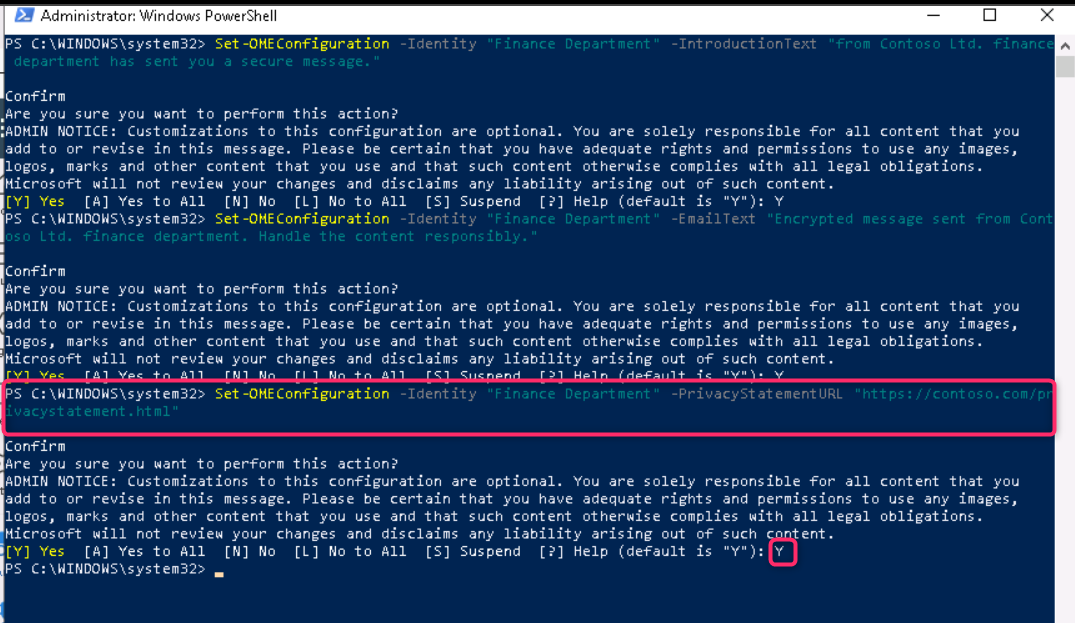 Administrator: Windows PowerShell
PS C:\WINDOWS\system32> Set-OMEConfiguration -Identity "Finance Department" -IntroductionText "from Contoso Ltd. finance
 department has sent you a secure message."
Confirm
Are you sure you want to perform this action?
ADMIN NOTICE: Customizations to this configuration are optional. You are solely responsible for all content that you
add to or revise in this message. Please be certain that you have adequate rights and permissions to use any images,
logos, marks and other content that you use and that such content otherwise complies with all legal obligations.
Microsoft will not review your changes and disclaims any liability arising out of such content.
[Y] Yes  [A] Yes to All  [N] No  [L] No to All  [S] Suspend  [?] Help (default is "Y"): Y
PS C:\WINDOWS\system32> Set-OMEConfiguration -Identity "Finance Department" -EmailText "Encrypted message sent from Cont
oso Ltd. finance department. Handle the content responsibly."
Confirm
Are you sure you want to perform this action?
ADMIN NOTICE: Customizations to this configuration are optional. You are solely responsible for all content that you
add to or revise in this message. Please be certain that you have adequate rights and permissions to use any images,
logos, marks and other content that you use and that such content otherwise complies with all legal obligations.
Microsoft will not review your changes and disclaims any liability arising out of such content.
[Y] Yes  [A] Yes to All  [N] No  [L] No to All  [S] Suspend  [?] Help (default is "Y"): Y
PS C:\WINDOWS\system32> Set-OMEConfiguration -Identity "Finance Department" -PrivacyStatementURL "https://contoso.com/pr
ivacystatement.html"
Confirm
Are you sure you want to perform this action?
ADMIN NOTICE: Customizations to this configuration are optional. You are solely responsible for all content that you
add to or revise in this message. Please be certain that you have adequate rights and permissions to use any images,
logos, marks and other content that you use and that such content otherwise complies with all legal obligations.
Microsoft will not review your changes and disclaims any liability arising out of such content.
[Y] Yes  [A] Yes to All  [N] No  [L] No to All  [S] Suspend  [?] Help (default is "Y"): Y
PS C:\WINDOWS\system32>